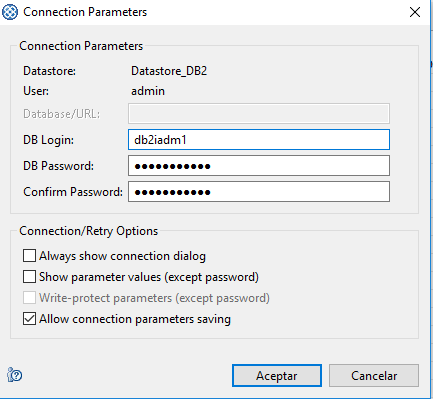 Connection Parameters
Connection Parameters
Datastore: Datastore_DB2
User: admin
Database/URL:
DB Login: db2iadm1
DB Password: ●●●●●●●●●●●
Confirm Password: ●●●●●●●●●●●
Connection/Retry Options
Always show connection dialog
Show parameter values (except password)
Write-protect parameters (except password)
Allow connection parameters saving
Aceptar Cancelar